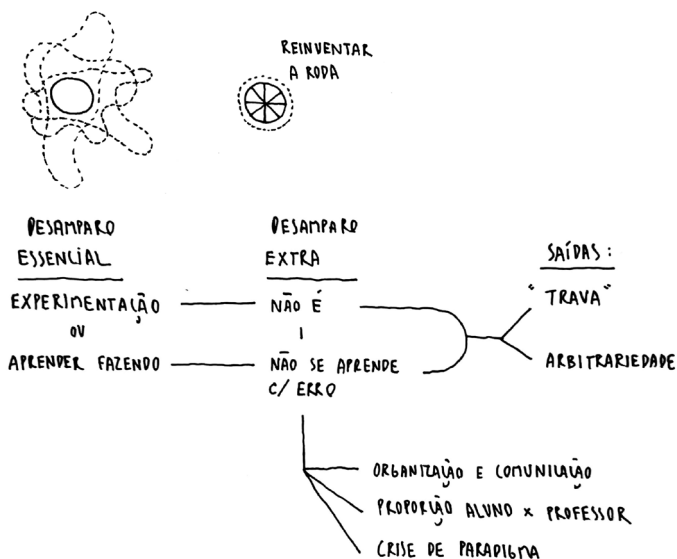 REINVENTAR
A RODA
DESAMPARO
ESSENCIAL
DESAMPARO
EXTRA
SAÍDAS:
EXPERIMENTAÇÃO
OU
APRENDER FAZENDO
NÃO É
NÃO SE APRENDE
C/ ERRO
"TRAVA"
ARBITRARIEDADE
ORGANIZAÇÃO E COMUNICAÇÃO
PROPORÇÃO ALUNO x PROFESSOR
CRISE DE PARADIGMA